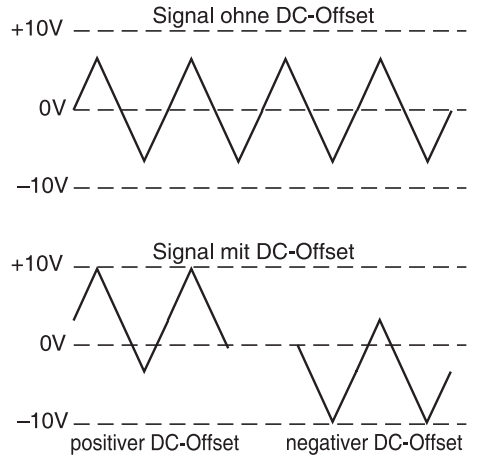 Signal ohne DC-Offset
+10V
0V
–10V
Signal mit DC-Offset
+10V
0V
–10V
positiver DC-Offset negativer DC-Offset